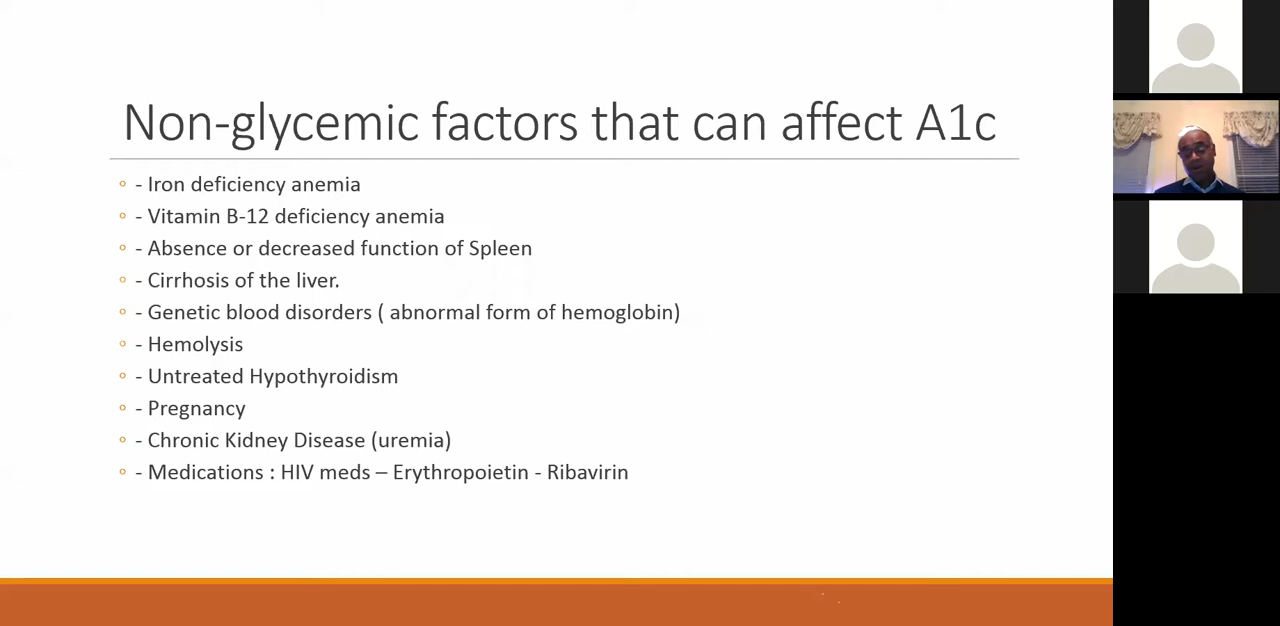 Non-glycemic factors that can affect A1c
- Iron deficiency anemia
- Vitamin B-12 deficiency anemia
- Absence or decreased function of Spleen
- Cirrhosis of the liver.
- Genetic blood disorders ( abnormal form of hemoglobin)
- Hemolysis
- Untreated Hypothyroidism
- Pregnancy
- Chronic Kidney Disease (uremia)
- Medications : HIV meds – Erythropoietin - Ribavirin